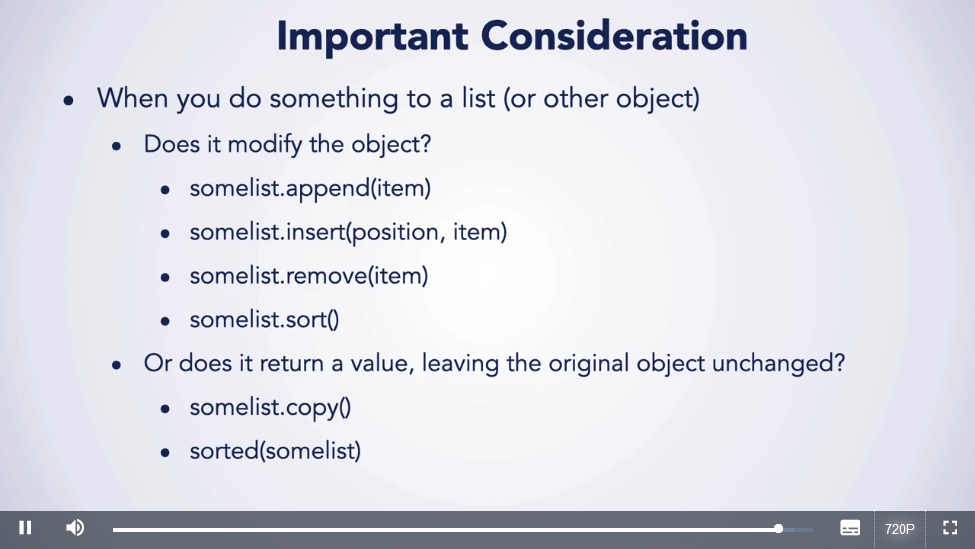 Important Consideration
• When you do something to a list (or other object)
• Does it modify the object?
• somelist.append(item)
• somelist.insert(position, item)
• somelist.remove(item)
• somelist.sort()
• Or does it return a value, leaving the original object unchanged?
• somelist.copy()
• sorted(somelist)
720P